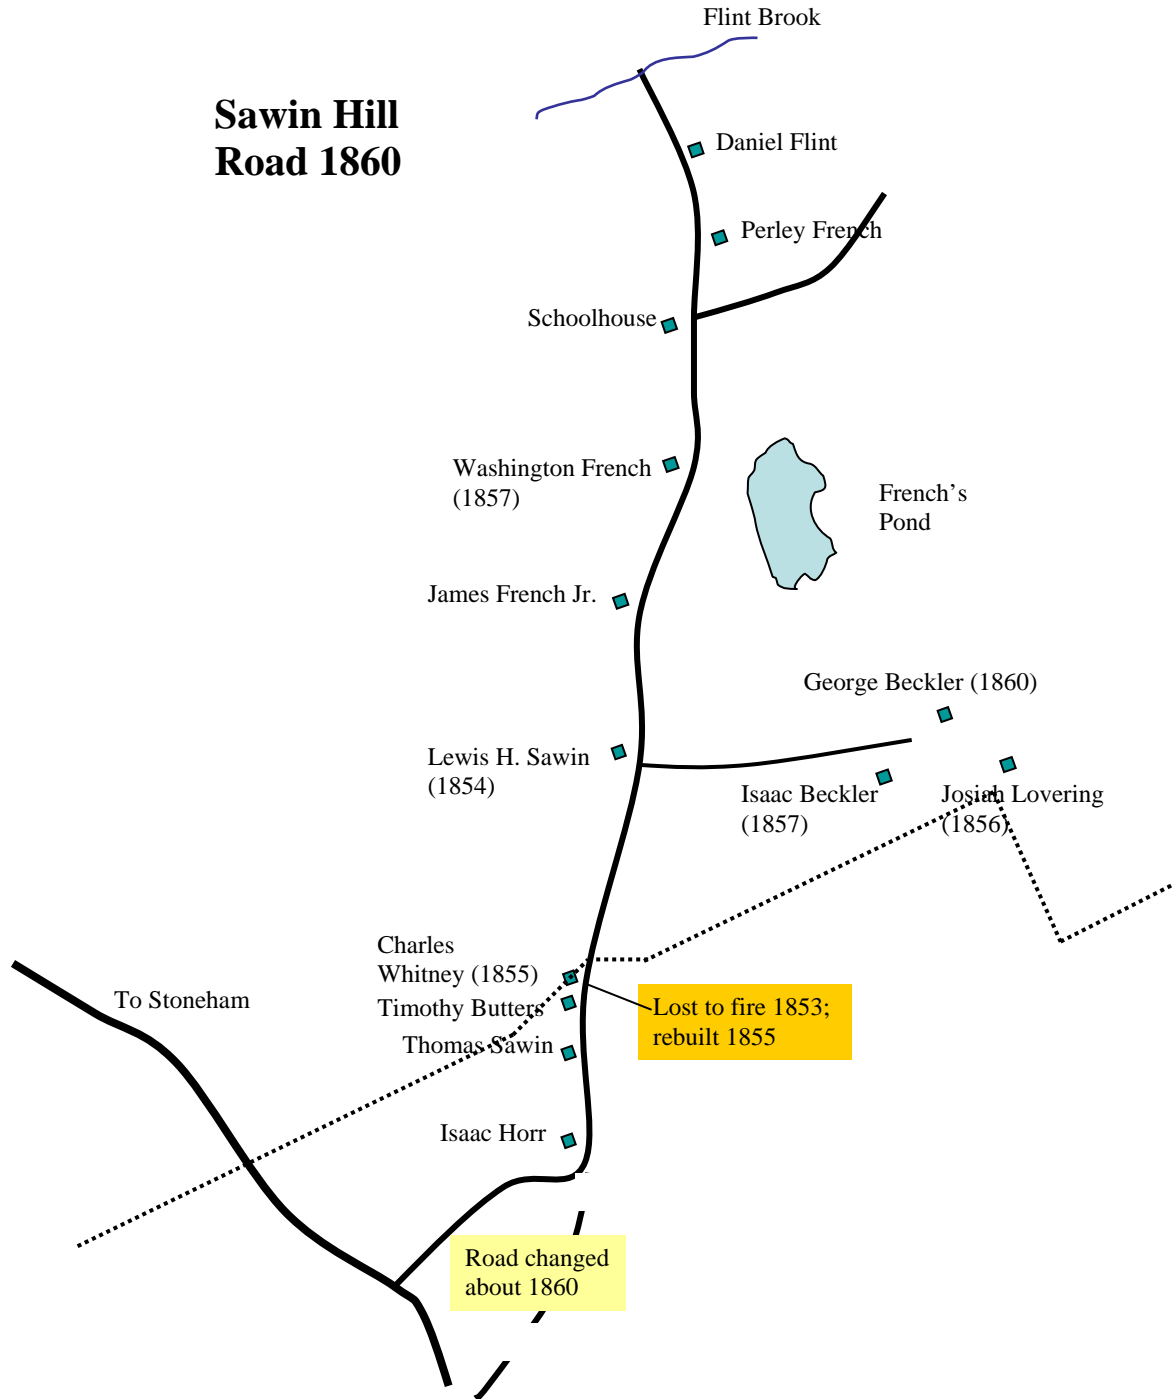 Flint Brook
Sawin Hill
Road 1860
Daniel Flint
Perley French
Schoolhouse
Washington French
(1857)
French's
Pond
James French Jr.
George Beckler (1860)
Lewis H. Sawin
(1854)
Isaac Beckler
(1857)
Josiah Lovering
(1856)
Charles
Whitney (1855)
To Stoneham
Timothy Butters
Lost to fire 1853;
rebuilt 1855
Thomas Sawin
Isaac Horr
Road changed
about 1860